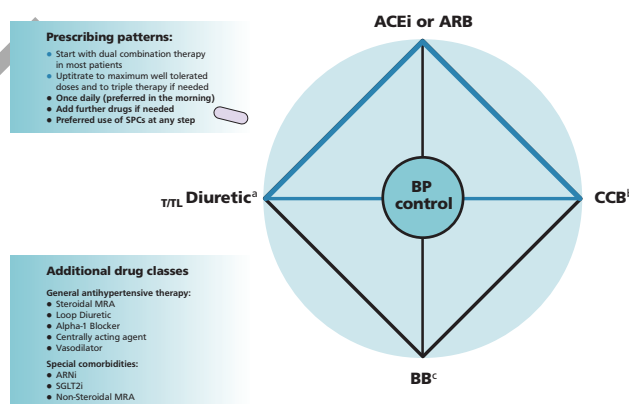 Prescribing patterns:
● Start with dual combination therapy
in most patients
● Uptitrate to maximum well tolerated
doses and to triple therapy if needed
● Once daily (preferred in the morning)
● Add further drugs if needed
● Preferred use of SPCs at any step
ACEi or ARB
BP
control
T/TL Diuretic^a
CCB
BB^c
Additional drug classes
General antihypertensive therapy:
● Steroidal MRA
● Loop Diuretic
● Alpha-1 Blocker
● Centrally acting agent
● Vasodilator
Special comorbidities:
● ARNi
● SGLT2i
● Non-Steroidal MRA